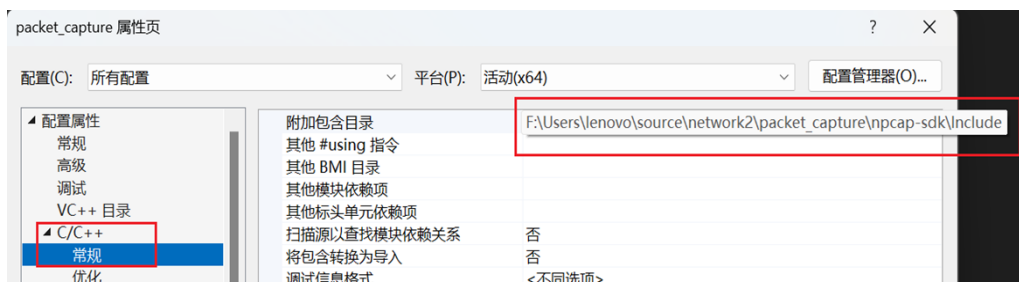 packet_capture 属性页
配置(C): 所有配置 平台(P): 活动(x64) 配置管理器(O)...
配置属性
常规
高级
调试
VC++ 目录
C/C++
常规
优化
附加包含目录 F:\Users\lenovo\source\network2\packet_capture\npcap-sdk\Include
其他 #using 指令
其他 BMI 目录
其他模块依赖项
其他标头单元依赖项
扫描源以查找模块依赖关系 否
将包含转换为导入 否
调试信息格式 <不同选项>